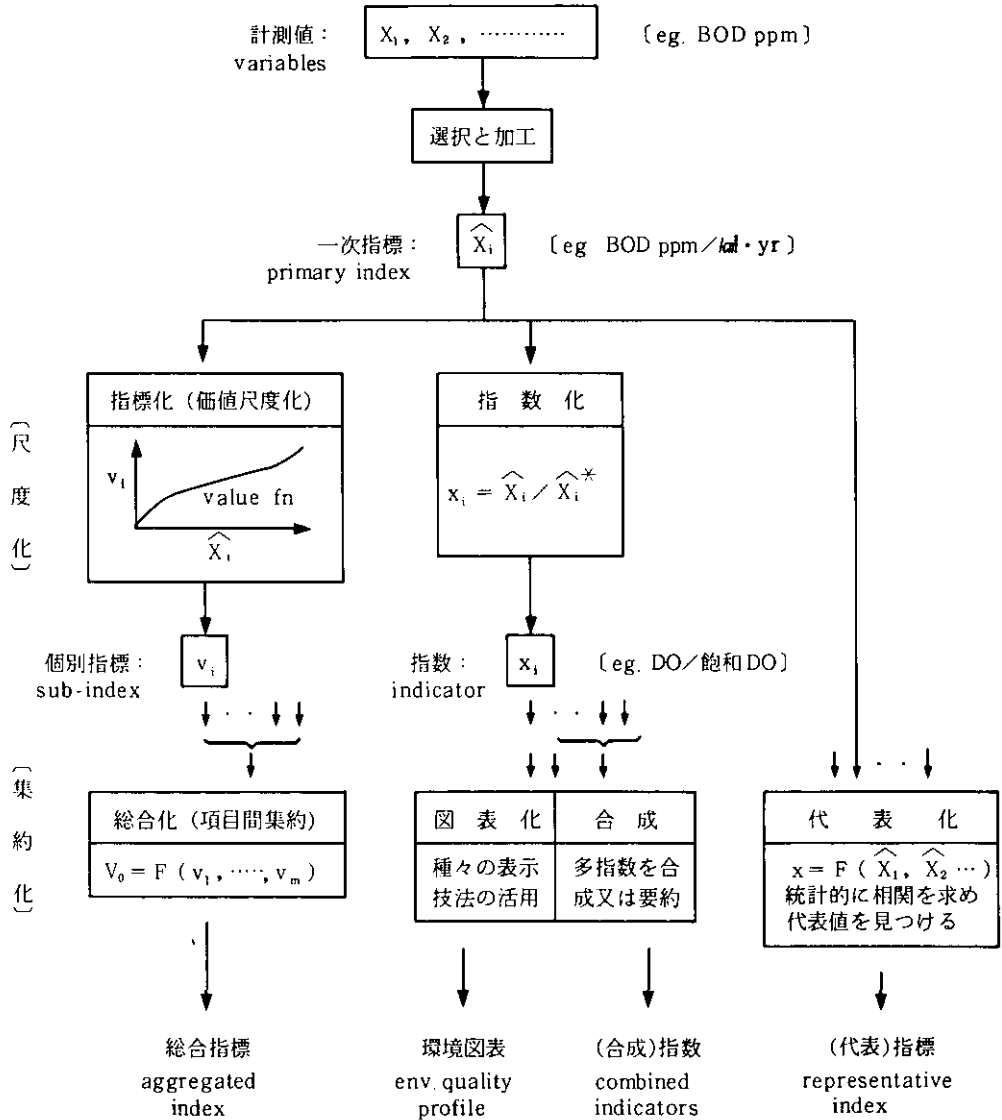 計測値： X₁, X₂, ………… 〔eg. BOD ppm〕
variables
選択と加工
一次指標： X̂ᵢ 〔eg BOD ppm／ ・yr〕
primary index
〔尺度化〕
指標化（価値尺度化）
vᵢ
value fn
X̂ᵢ
指数化
xᵢ = X̂ᵢ／X̂ᵢ*
個別指標： vᵢ
sub-index
指数： xᵢ 〔eg. DO／飽和DO〕
indicator
〔集約化〕
総合化（項目間集約）
V₀ = F ( v₁, ‥‥‥, vₘ )
図表化
種々の表示
技法の活用
合成
多指数を合
成又は要約
代表化
x = F ( X̂₁, X̂₂ … )
統計的に相関を求め
代表値を見つける
総合指標
aggregated
index
環境図表
env. quality
profile
(合成)指数
combined
indicators
(代表)指標
representative
index